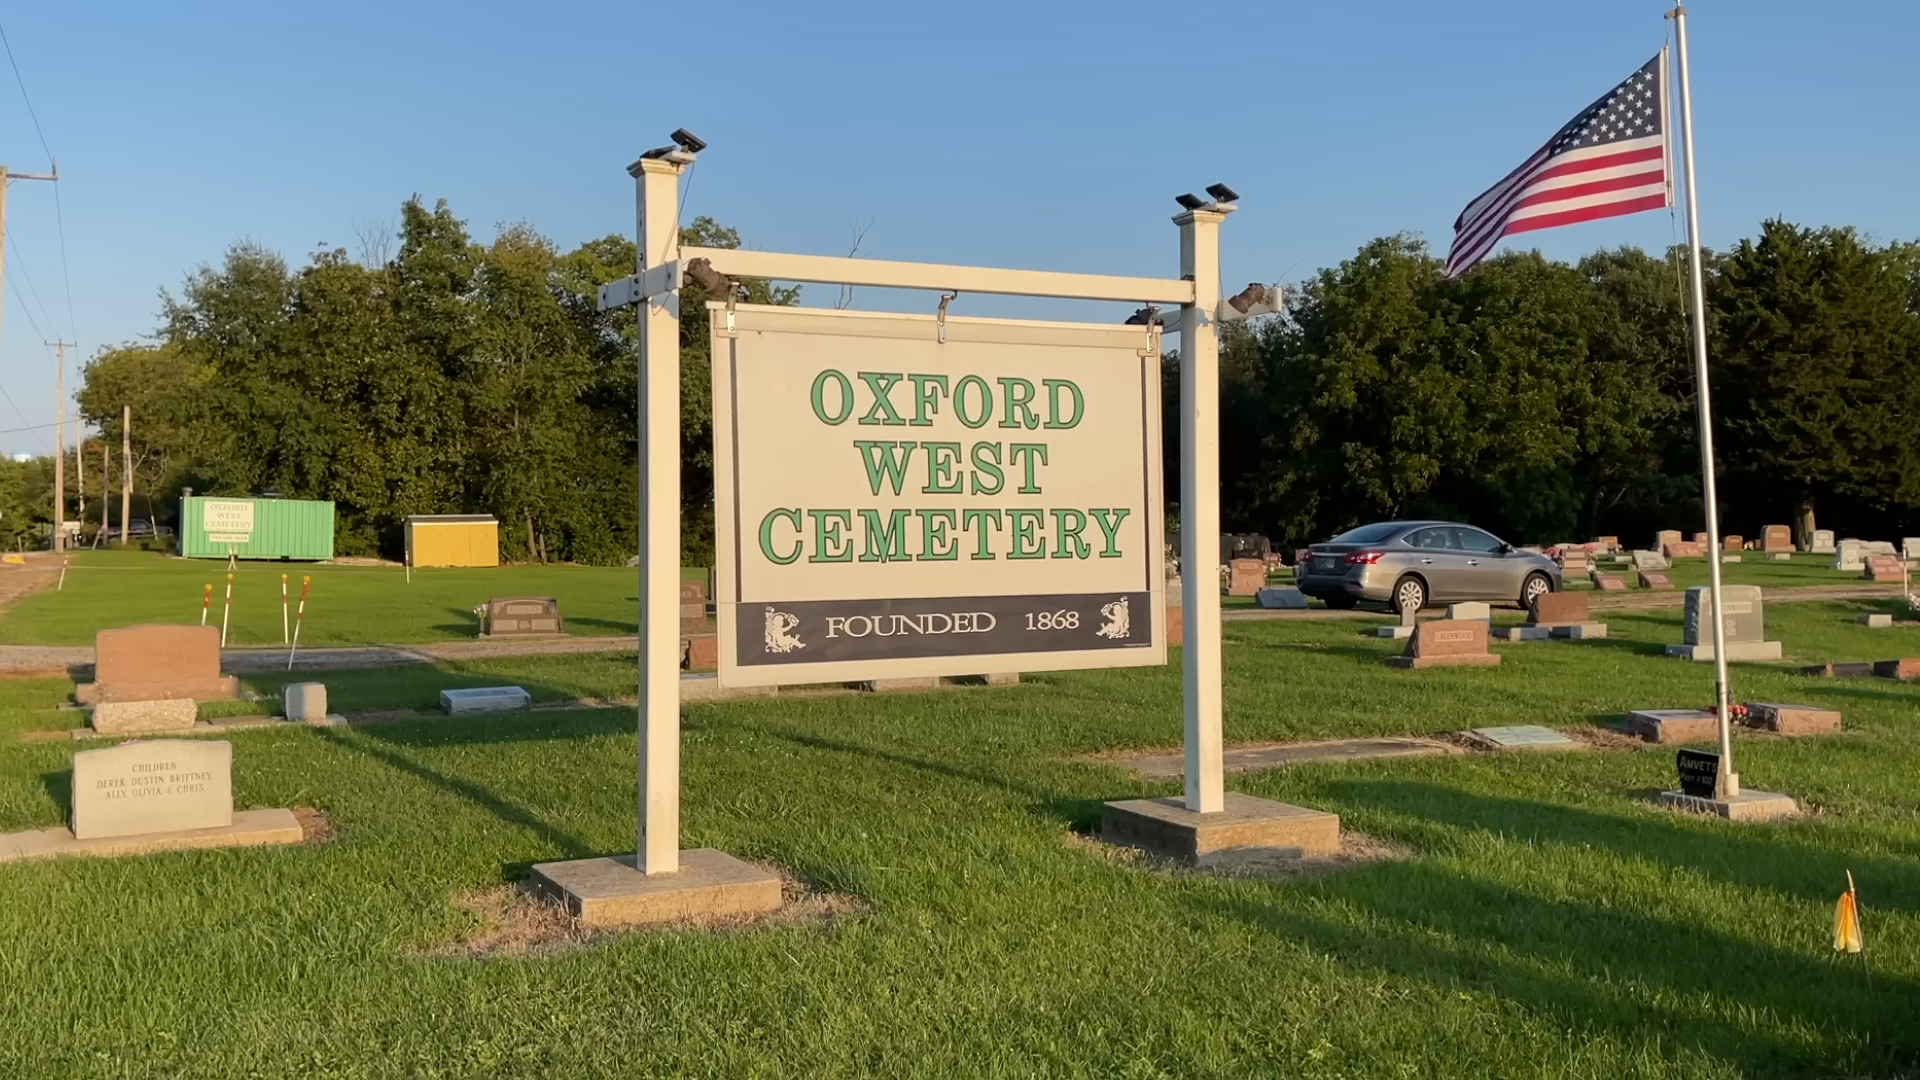 OXFORD
WEST
CEMETERY
FOUNDED 1868
OXFORD
WEST
CEMETERY
CHILDREN
DEREK, DUSTIN, BRITTNEY,
ALLY, OLIVIA, & CHRIS
AMVETS